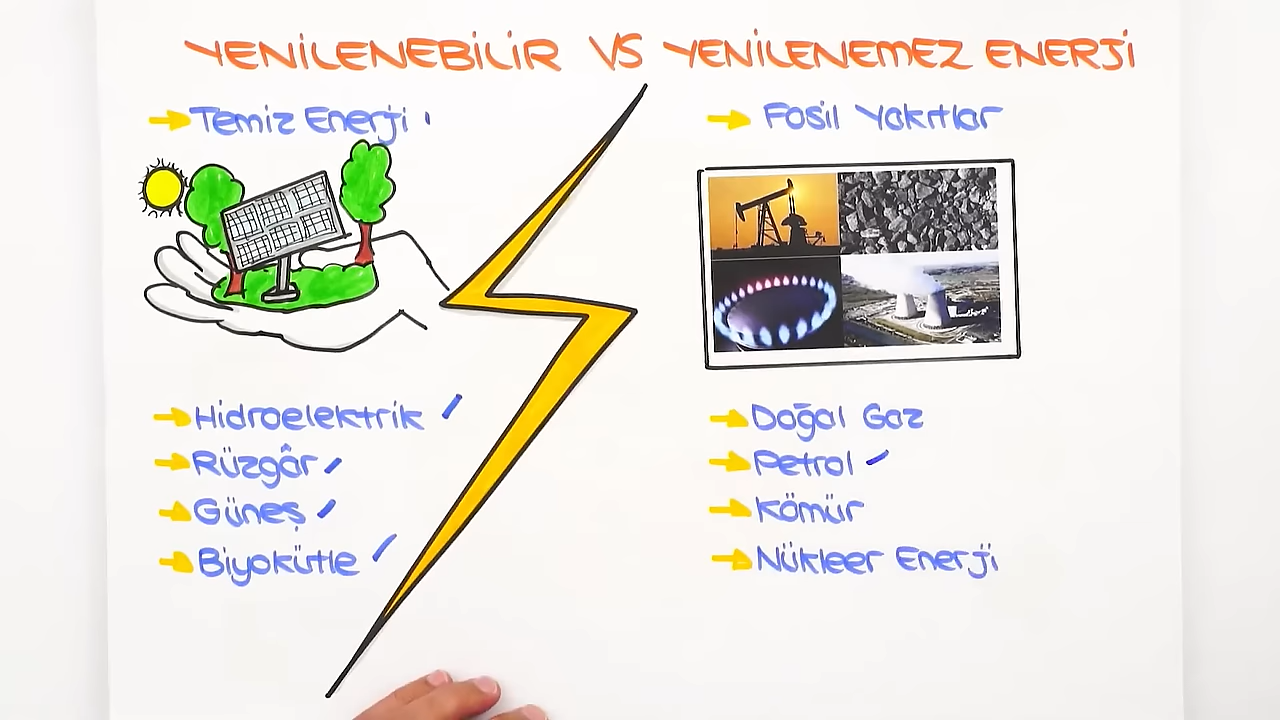 YENİLENEBİLİR VS YENİLENEMEZ ENERJİ
Temiz Enerji
Hidroelektrik
Rüzgâr
Güneş
Biyokütle
Fosil Yakıtlar
Doğal Gaz
Petrol
Kömür
Nükleer Enerji